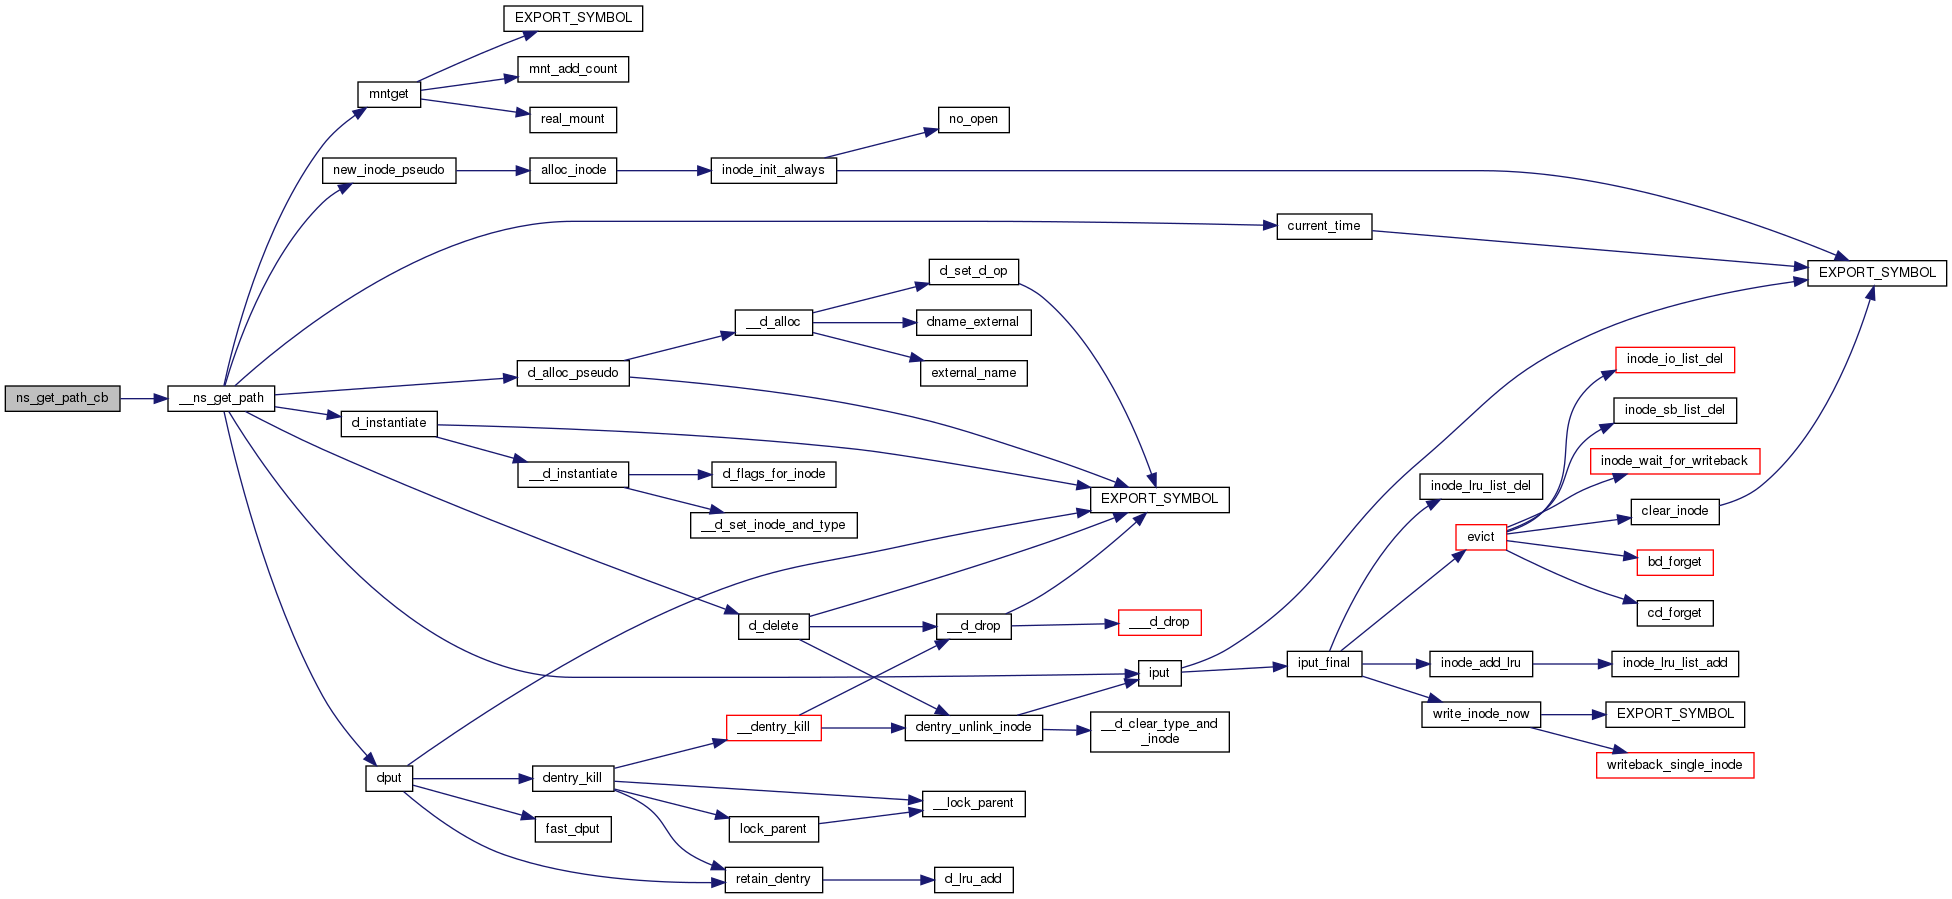 EXPORT_SYMBOL
mnt_add_count
mntget
real_mount
no_open
new_inode_pseudo
alloc_inode
inode_init_always
current_time
d_set_d_op
EXPORT_SYMBOL
__d_alloc
dname_external
d_alloc_pseudo
external_name
inode_io_list_del
ns_get_path_cb
__ns_get_path
inode_sb_list_del
d_instantiate
inode_wait_for_writeback
__d_instantiate
d_flags_for_inode
inode_lru_list_del
EXPORT_SYMBOL
clear_inode
__d_set_inode_and_type
evict
bd_forget
cd_forget
d_delete
__d_drop
___d_drop
iput
iput_final
inode_add_lru
inode_lru_list_add
write_inode_now
EXPORT_SYMBOL
__dentry_kill
dentry_unlink_inode
__d_clear_type_and
_inode
writeback_single_inode
dput
dentry_kill
__lock_parent
fast_dput
lock_parent
retain_dentry
d_lru_add